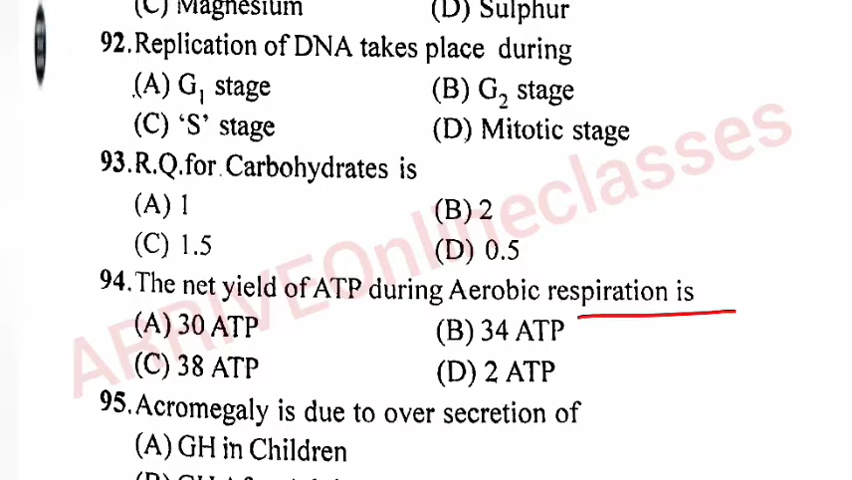 (C) Magnesium (D) Sulphur
92. Replication of DNA takes place during
(A) G₁ stage (B) G₂ stage
(C) 'S' stage (D) Mitotic stage
93. R.Q. for Carbohydrates is
(A) 1 (B) 2
(C) 1.5 (D) 0.5
94. The net yield of ATP during Aerobic respiration is
(A) 30 ATP (B) 34 ATP
(C) 38 ATP (D) 2 ATP
95. Acromegaly is due to over secretion of
(A) GH in Children
ARRIVEOnlineclasses